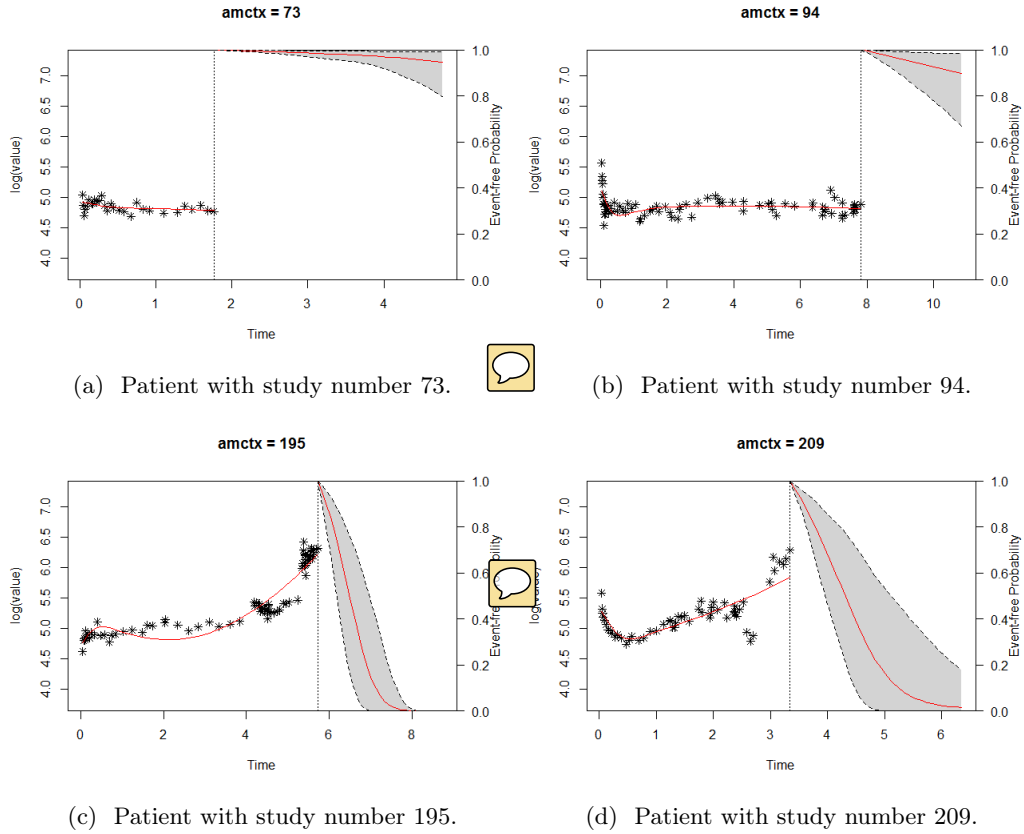 amctx = 73
log(value)
4.0 4.5 5.0 5.5 6.0 6.5 7.0
0.0 0.2 0.4 0.6 0.8 1.0
Event-free Probability
0 1 2 3 4
Time
(a) Patient with study number 73.
amctx = 94
log(value)
4.0 4.5 5.0 5.5 6.0 6.5 7.0
0.0 0.2 0.4 0.6 0.8 1.0
Event-free Probability
0 2 4 6 8 10
Time
(b) Patient with study number 94.
amctx = 195
log(value)
4.0 4.5 5.0 5.5 6.0 6.5 7.0
0.0 0.2 0.4 0.6 0.8 1.0
Event-free Probability
0 2 4 6 8
Time
(c) Patient with study number 195.
amctx = 209
log(value)
4.0 4.5 5.0 5.5 6.0 6.5 7.0
0.0 0.2 0.4 0.6 0.8 1.0
Event-free Probability
0 1 2 3 4 5 6
Time
(d) Patient with study number 209.